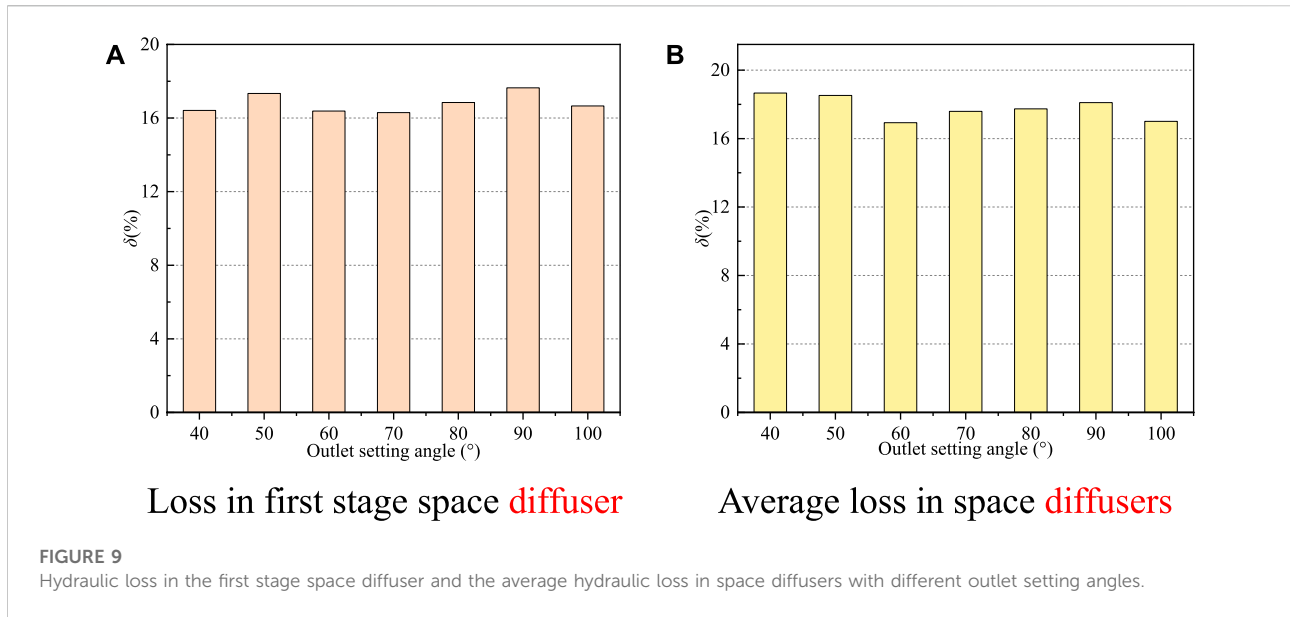 A
20
16
12
8
4
0
δ(%)
40 50 60 70 80 90 100
Outlet setting angle (°)
Loss in first stage space diffuser
B
20
16
12
8
4
0
δ(%)
40 50 60 70 80 90 100
Outlet setting angle (°)
Average loss in space diffusers
FIGURE 9
Hydraulic loss in the first stage space diffuser and the average hydraulic loss in space diffusers with different outlet setting angles.